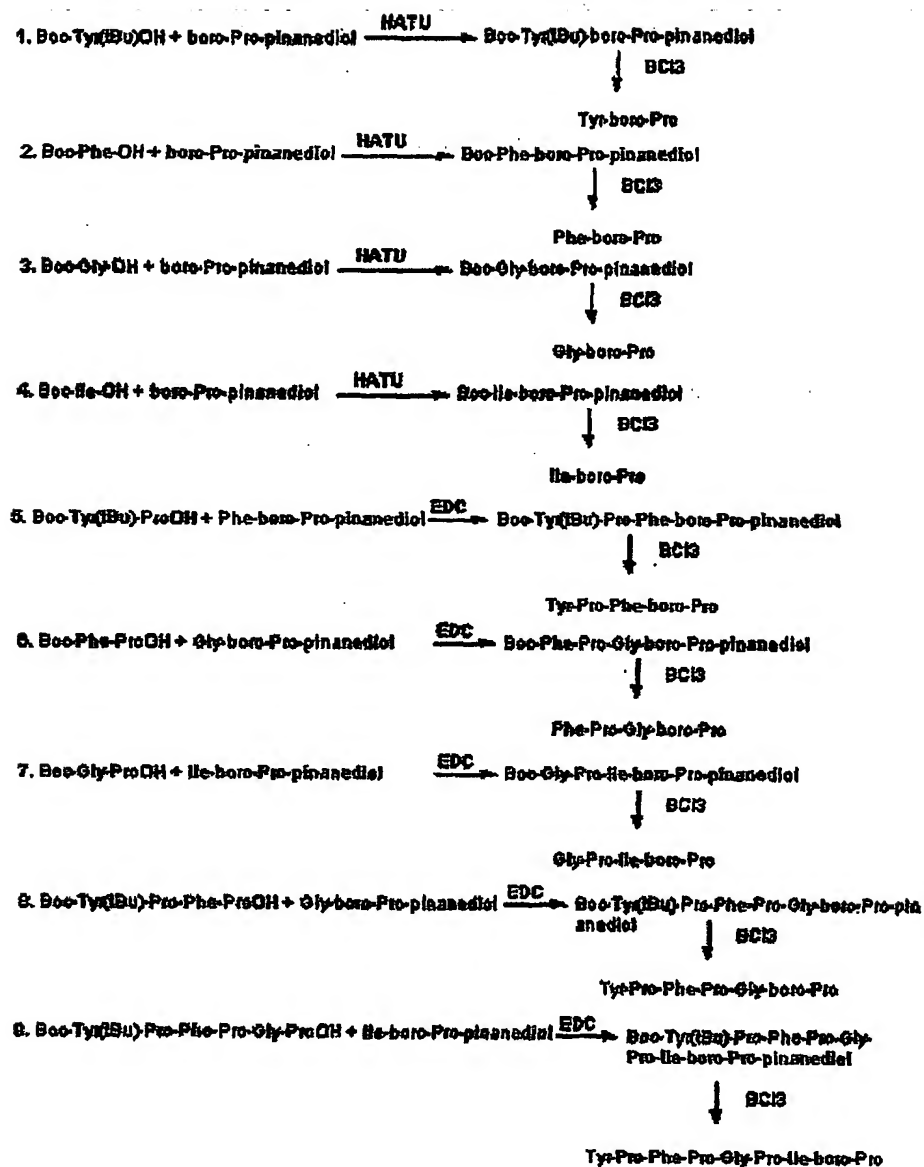 HATU
1. Boc-Tyr(tBu)OH + boro-Pro-pinanediol Boc-Tyr(tBu)-boro-Pro-pinanediol
BCl3
Tyr-boro-Pro
HATU
2. Boc-Phe-OH + boro-Pro-pinanediol Boc-Phe-boro-Pro-pinanediol
BCl3
Phe-boro-Pro
HATU
3. Boc-Gly-OH + boro-Pro-pinanediol Boc-Gly-boro-Pro-pinanediol
BCl3
Gly-boro-Pro
HATU
4. Boc-Ile-OH + boro-Pro-pinanediol Boc-Ile-boro-Pro-pinanediol
BCl3
Ile-boro-Pro
EDC
5. Boc-Tyr(tBu)-ProOH + Phe-boro-Pro-pinanediol Boc-Tyr(tBu)-Pro-Phe-boro-Pro-pinanediol
BCl3
Tyr-Pro-Phe-boro-Pro
EDC
6. Boc-Phe-ProOH + Gly-boro-Pro-pinanediol Boc-Phe-Pro-Gly-boro-Pro-pinanediol
BCl3
Phe-Pro-Gly-boro-Pro
EDC
7. Boc-Gly-ProOH + Ile-boro-Pro-pinanediol Boc-Gly-Pro-Ile-boro-Pro-pinanediol
BCl3
Gly-Pro-Ile-boro-Pro
EDC
8. Boc-Tyr(tBu)-Pro-Phe-ProOH + Gly-boro-Pro-pinanediol Boc-Tyr(tBu)-Pro-Phe-Pro-Gly-boro-Pro-pin
anediol
BCl3
Tyr-Pro-Phe-Pro-Gly-boro-Pro
EDC
9. Boc-Tyr(tBu)-Pro-Phe-Pro-Gly-ProOH + Ile-boro-Pro-pinanediol Boc-Tyr(tBu)-Pro-Phe-Pro-Gly-
Pro-Ile-boro-Pro-pinanediol
BCl3
Tyr-Pro-Phe-Pro-Gly-Pro-Ile-boro-Pro